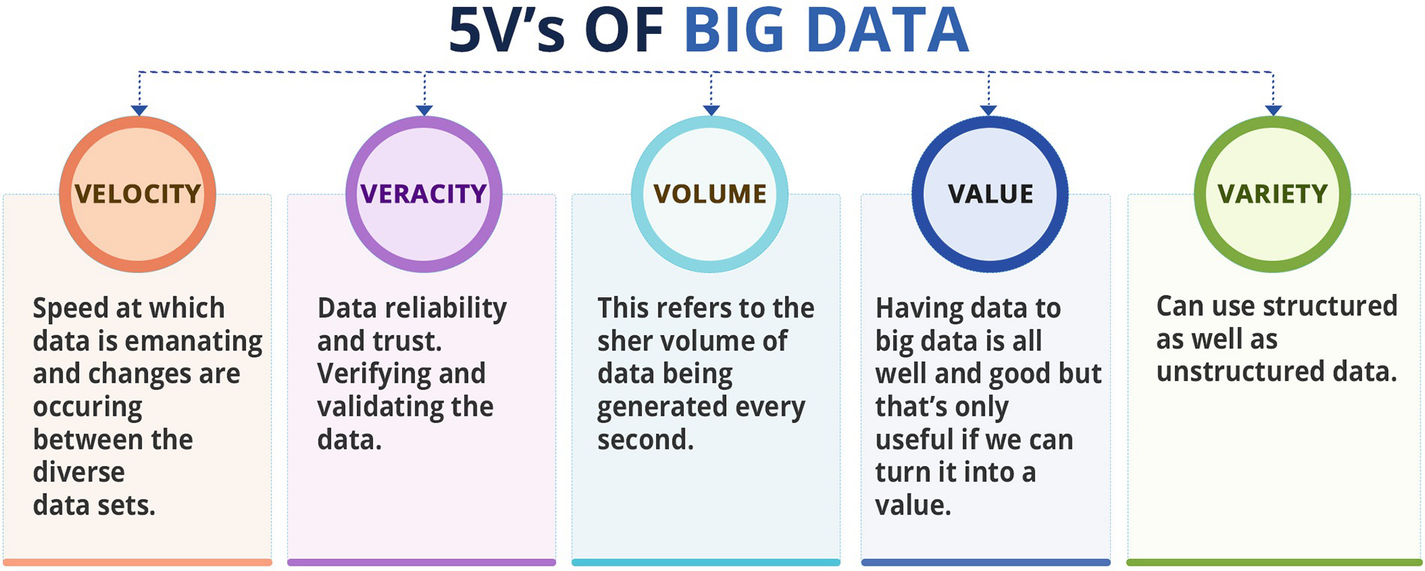 5V’s OF BIG DATA
VELOCITY
Speed at which
data is emanating
and changes are
occuring
between the
diverse
data sets.
VERACITY
Data reliability
and trust.
Verifying and
validating the
data.
VOLUME
This refers to the
sher volume of
data being
generated every
second.
VALUE
Having data to
big data is all
well and good but
that’s only
useful if we can
turn it into a
value.
VARIETY
Can use structured
as well as
unstructured data.